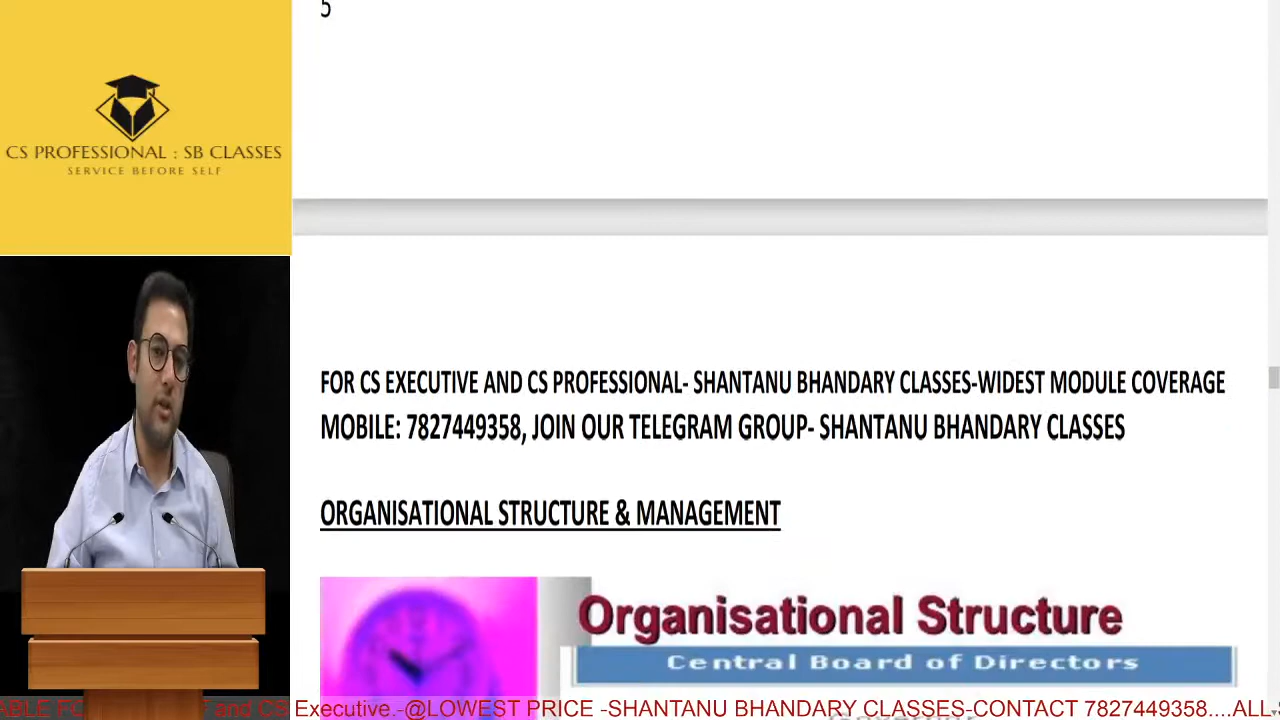 5
CS PROFESSIONAL : SB CLASSES
SERVICE BEFORE SELF
FOR CS EXECUTIVE AND CS PROFESSIONAL- SHANTANU BHANDARY CLASSES-WIDEST MODULE COVERAGE
MOBILE: 7827449358, JOIN OUR TELEGRAM GROUP- SHANTANU BHANDARY CLASSES
ORGANISATIONAL STRUCTURE & MANAGEMENT
Organisational Structure
Central Board of Directors
and CS Executive.-@LOWEST PRICE -SHANTANU BHANDARY CLASSES-CONTACT 7827449358....ALL